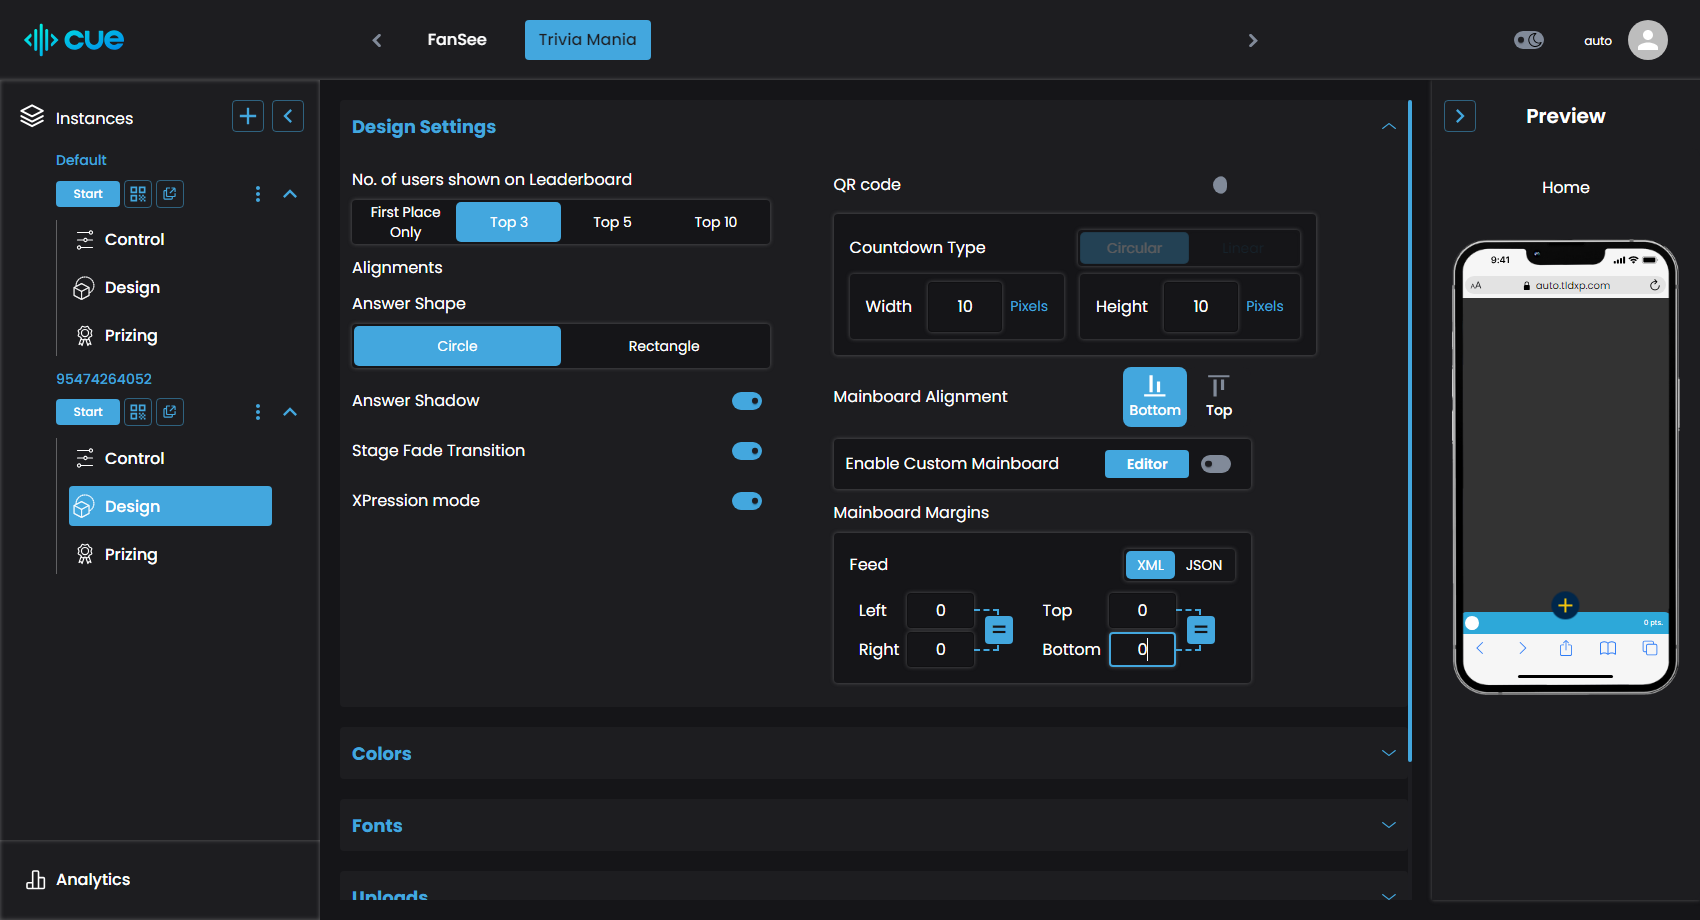 cue
FanSee
Trivia Mania
auto
Instances
Default
Start
Control
Design
Prizing
95474264052
Start
Control
Design
Prizing
Analytics
Design Settings
No. of users shown on Leaderboard
First Place
Only
Top 3
Top 5
Top 10
Alignments
Answer Shape
Circle
Rectangle
Answer Shadow
Stage Fade Transition
XPression mode
QR code
Countdown Type
Circular
Linear
Width
10
Pixels
Height
10
Pixels
Mainboard Alignment
Bottom
Top
Enable Custom Mainboard
Editor
Mainboard Margins
Feed
XML
JSON
Left
0
Top
0
Right
0
Bottom
0
Colors
Fonts
Uploads
Preview
Home
9:41
AA
auto.tldxp.com
0 pts.